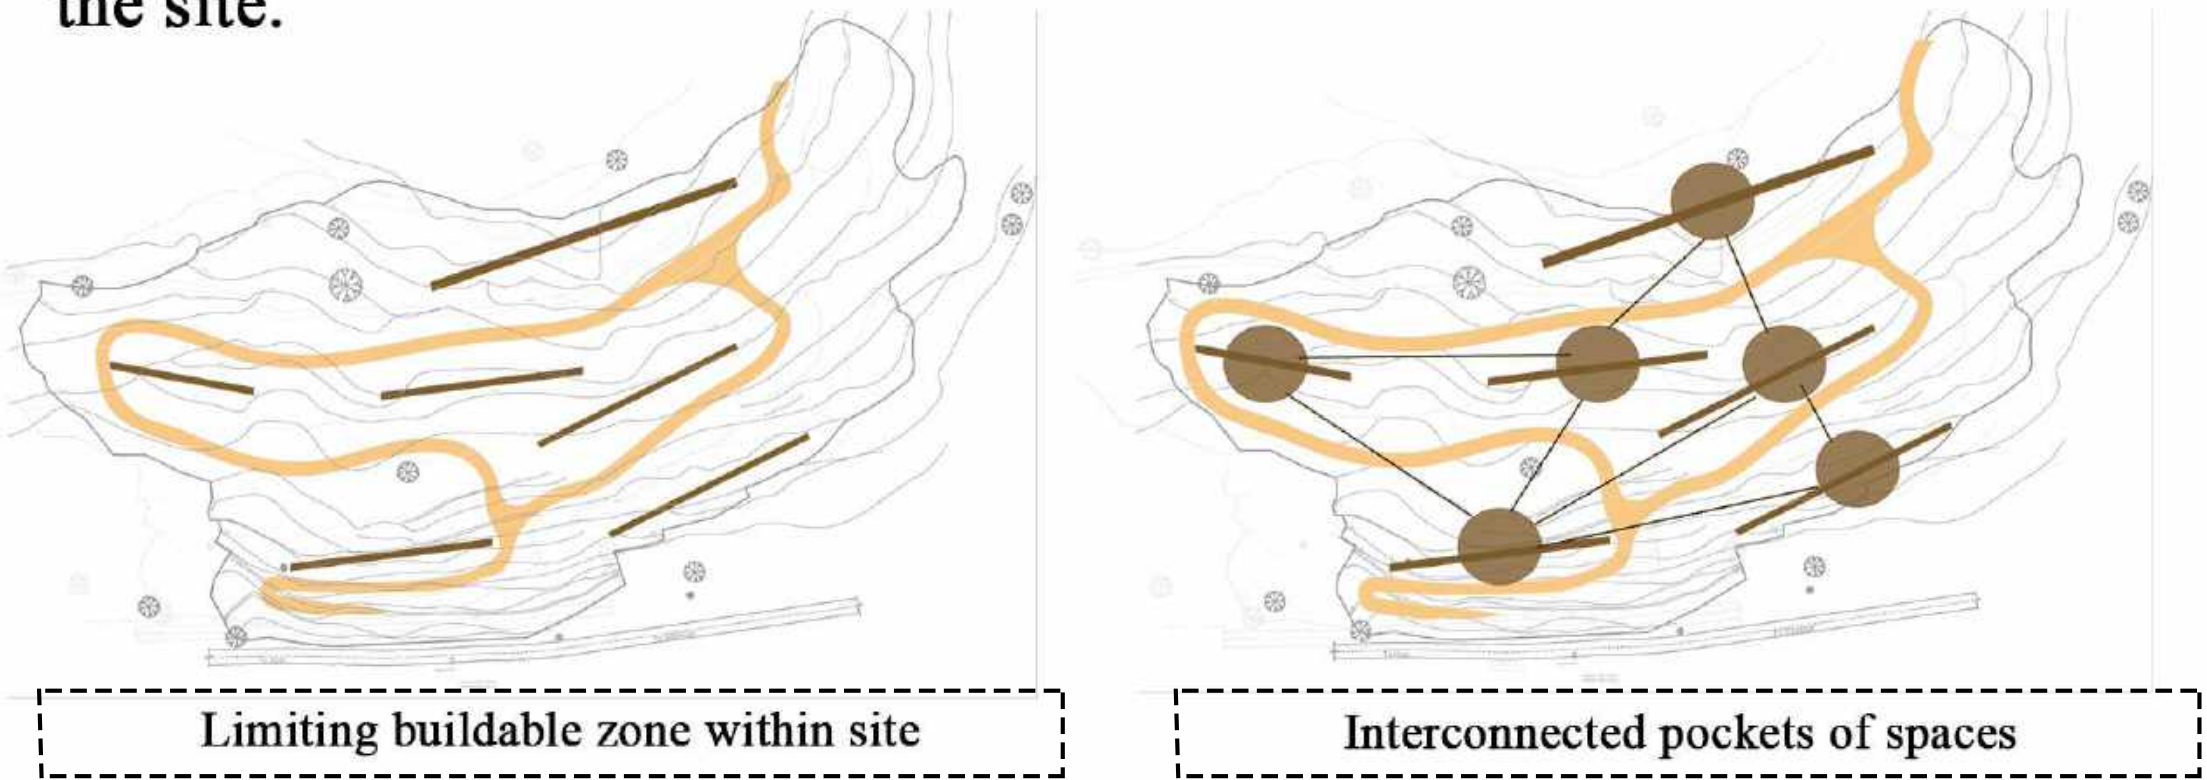 the site.
Limiting buildable zone within site
Interconnected pockets of spaces